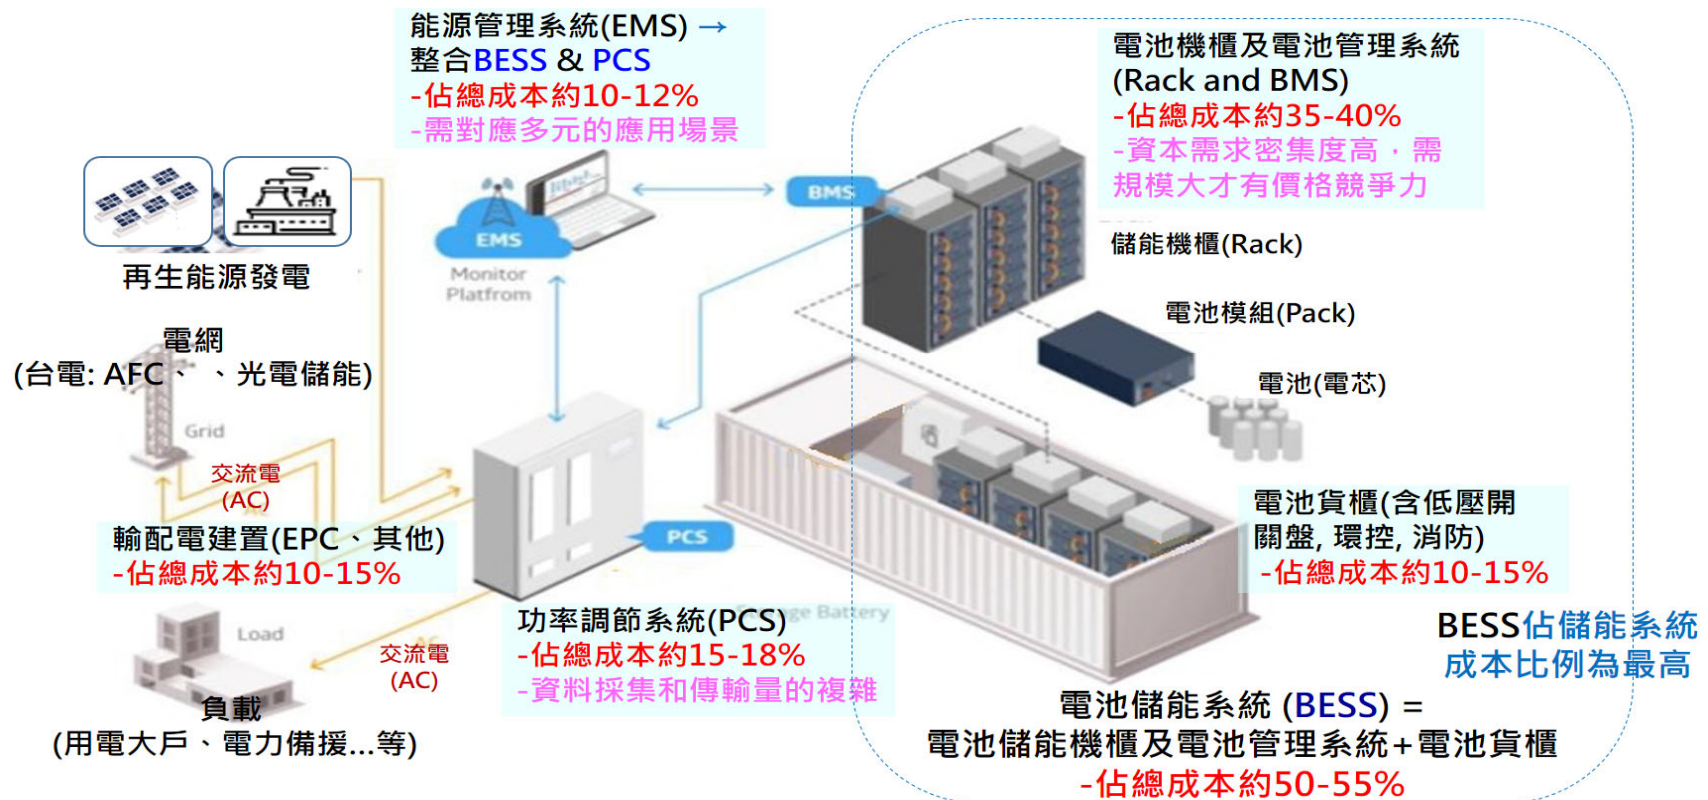 能源管理系統(EMS) →
整合BESS & PCS
-佔總成本約10-12%
-需對應多元的應用場景
電池機櫃及電池管理系統
(Rack and BMS)
-佔總成本約35-40%
-資本需求密集度高，需
規模大才有價格競爭力
BMS
EMS
Monitor
Platfrom
儲能機櫃(Rack)
再生能源發電
電池模組(Pack)
電網
(台電: AFC、 、光電儲能)
電池(電芯)
Grid
交流電
(AC)
電池貨櫃(含低壓開
關盤, 環控, 消防)
-佔總成本約10-15%
輸配電建置(EPC、其他)
-佔總成本約10-15%
PCS
Load
功率調節系統(PCS)
-佔總成本約15-18%
-資料採集和傳輸量的複雜
Battery
BESS佔儲能系統
成本比例為最高
交流電
(AC)
負載
(用電大戶、電力備援...等)
電池儲能系統 (BESS) =
電池儲能機櫃及電池管理系統+電池貨櫃
-佔總成本約50-55%